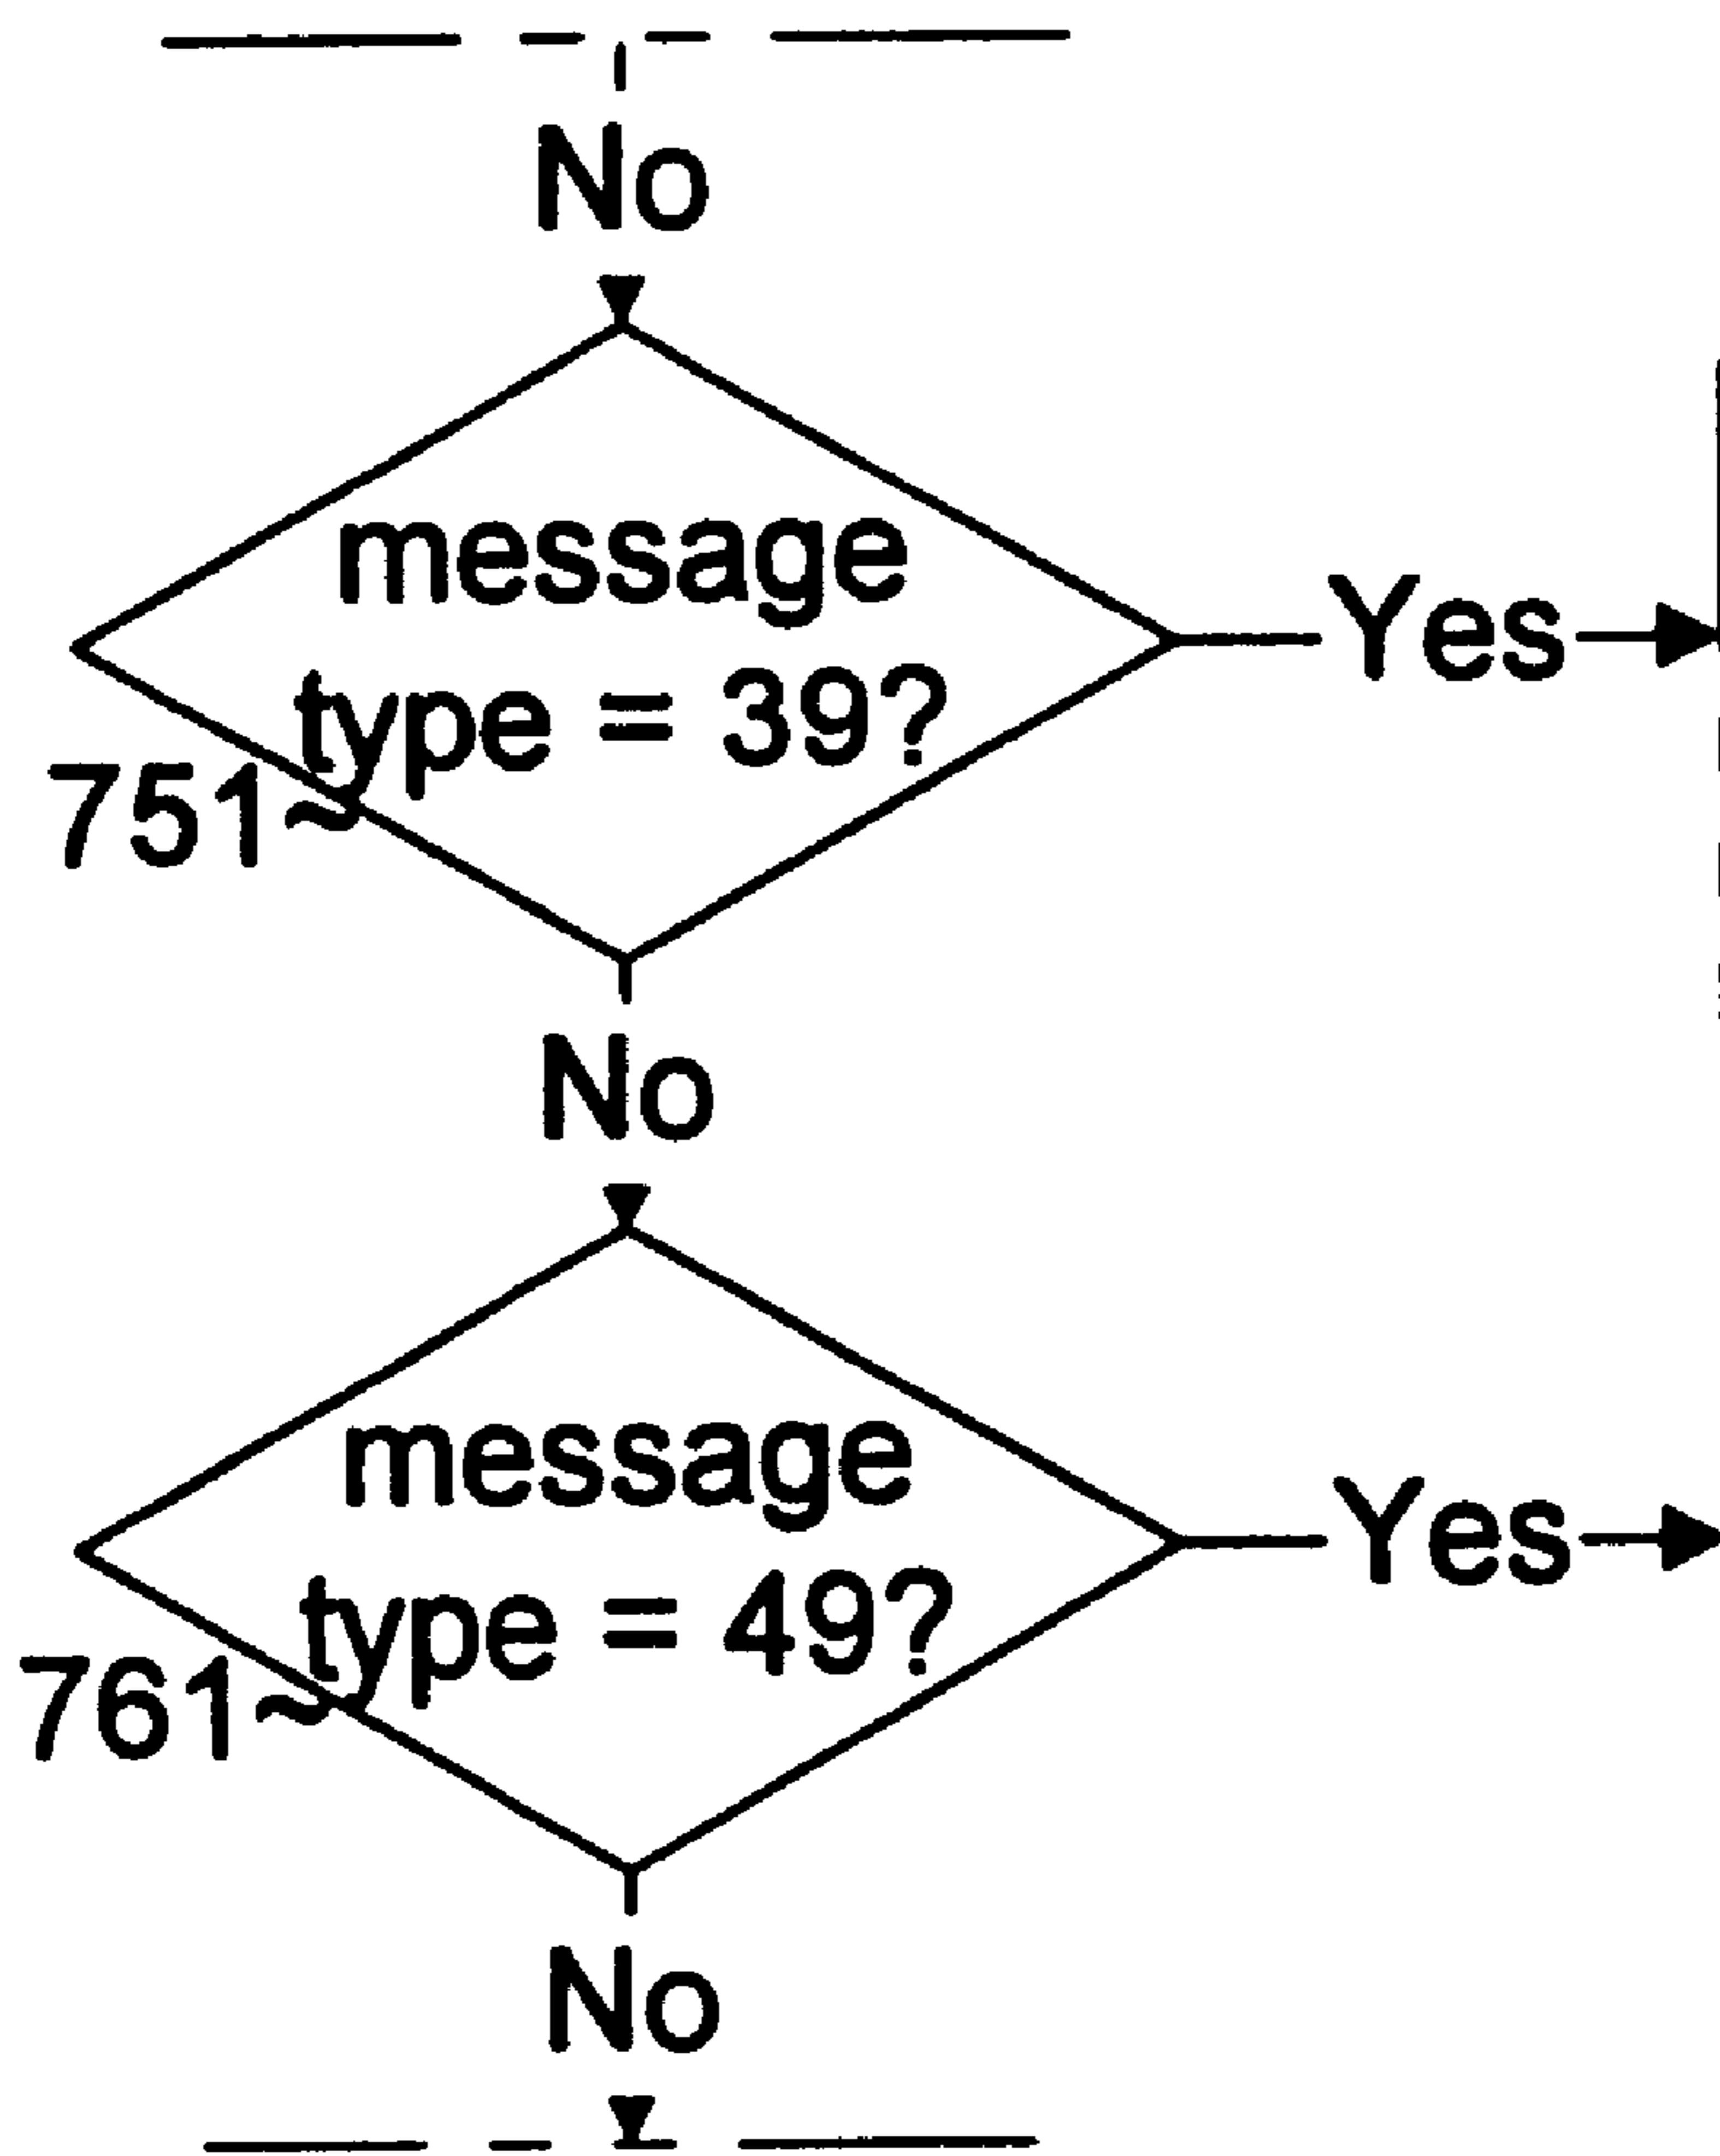 No
message
type = 39?
Yes
751
No
message
type = 49?
Yes
761
No